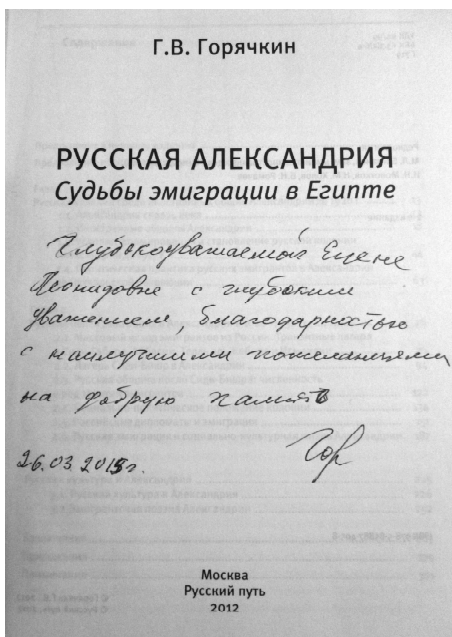 Г.В. Горячкин
РУССКАЯ АЛЕКСАНДРИЯ
Судьбы эмиграции в Египте
Глубокоуважаемой Елене
Леонидовне с глубоким
уважением, благодарностью
с наилучшими пожеланиями
на добрую память
26.03.2015г.
Гор
Москва
Русский путь
2012